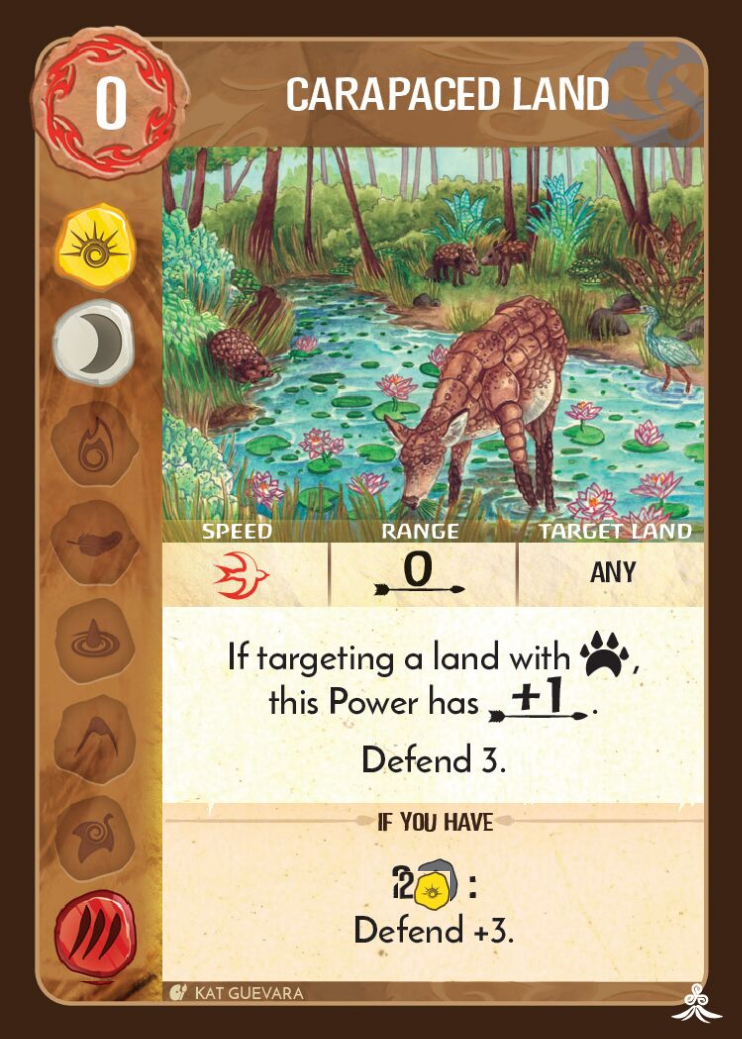 0
CARAPACED LAND
SPEED RANGE TARGET LAND
0 ANY
If targeting a land with ,
this Power has +1.
Defend 3.
IF YOU HAVE
2 :
Defend +3.
KAT GUEVARA